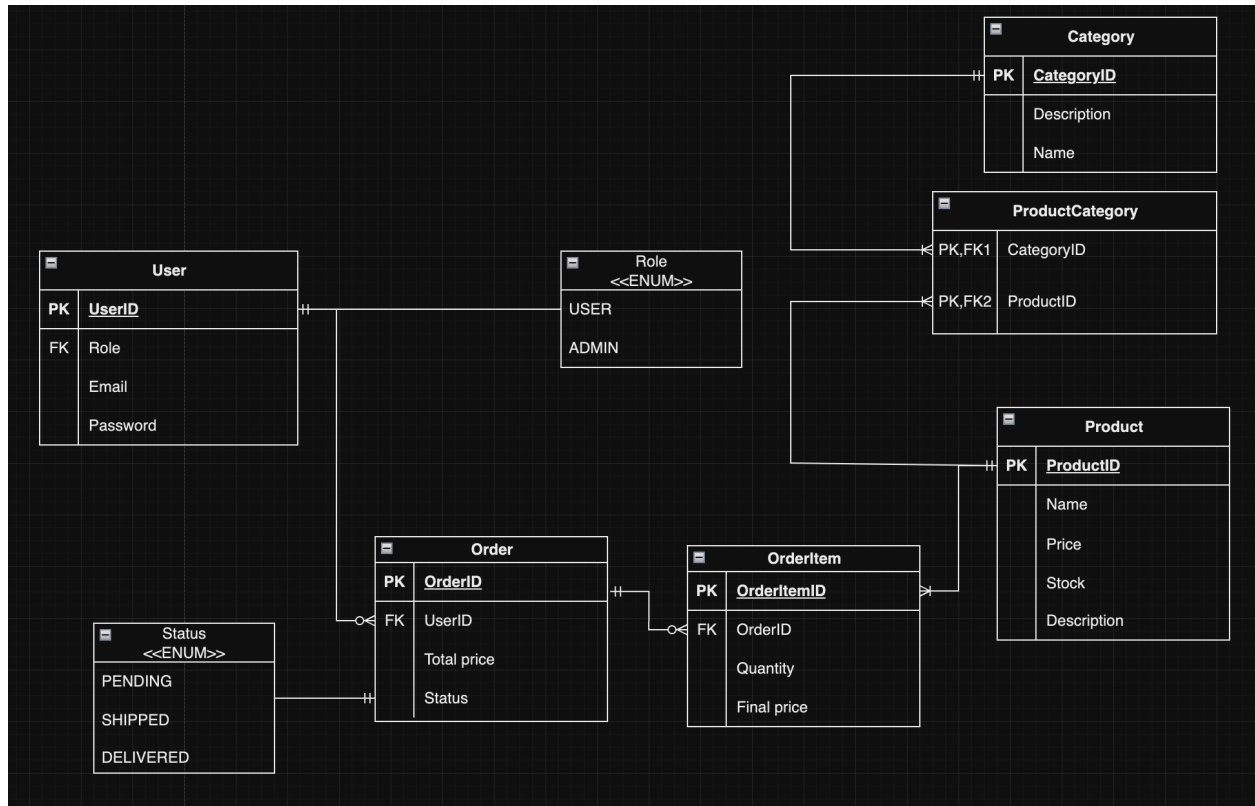 Category
PK CategoryID
Description
Name
ProductCategory
PK,FK1 CategoryID
PK,FK2 ProductID
User
PK UserID
FK Role
Email
Password
Role
<<ENUM>>
USER
ADMIN
Product
PK ProductID
Name
Price
Stock
Description
Order
PK OrderID
FK UserID
Total price
Status
OrderItem
PK OrderItemID
FK OrderID
Quantity
Final price
Status
<<ENUM>>
PENDING
SHIPPED
DELIVERED